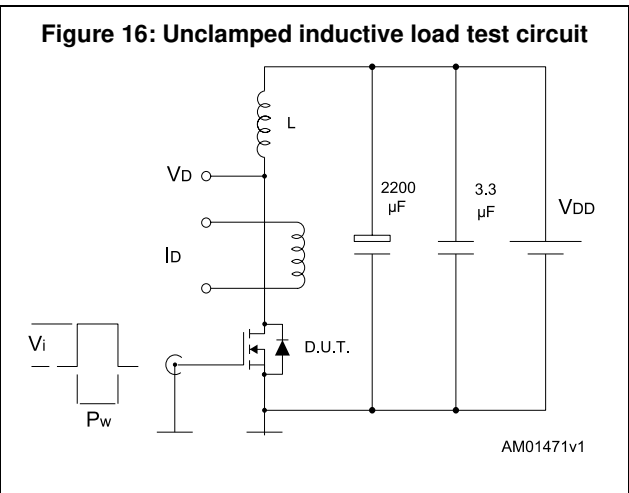 Figure 16: Unclamped inductive load test circuit
L
VD
2200
µF
3.3
µF
VDD
ID
Vi
D.U.T.
Pw
AM01471v1